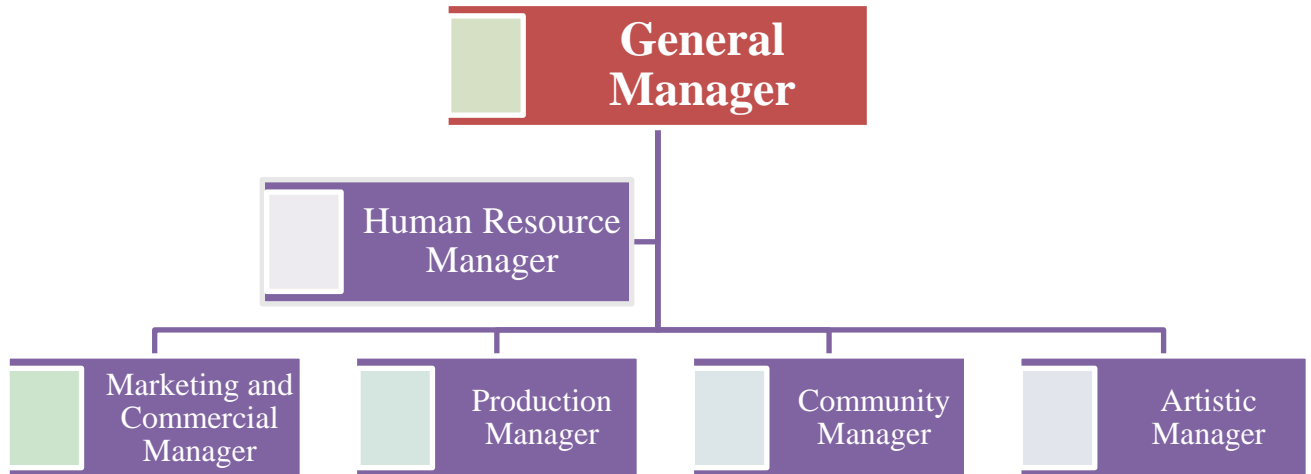 General
Manager
Human Resource
Manager
Marketing and
Commercial
Manager
Production
Manager
Community
Manager
Artistic
Manager